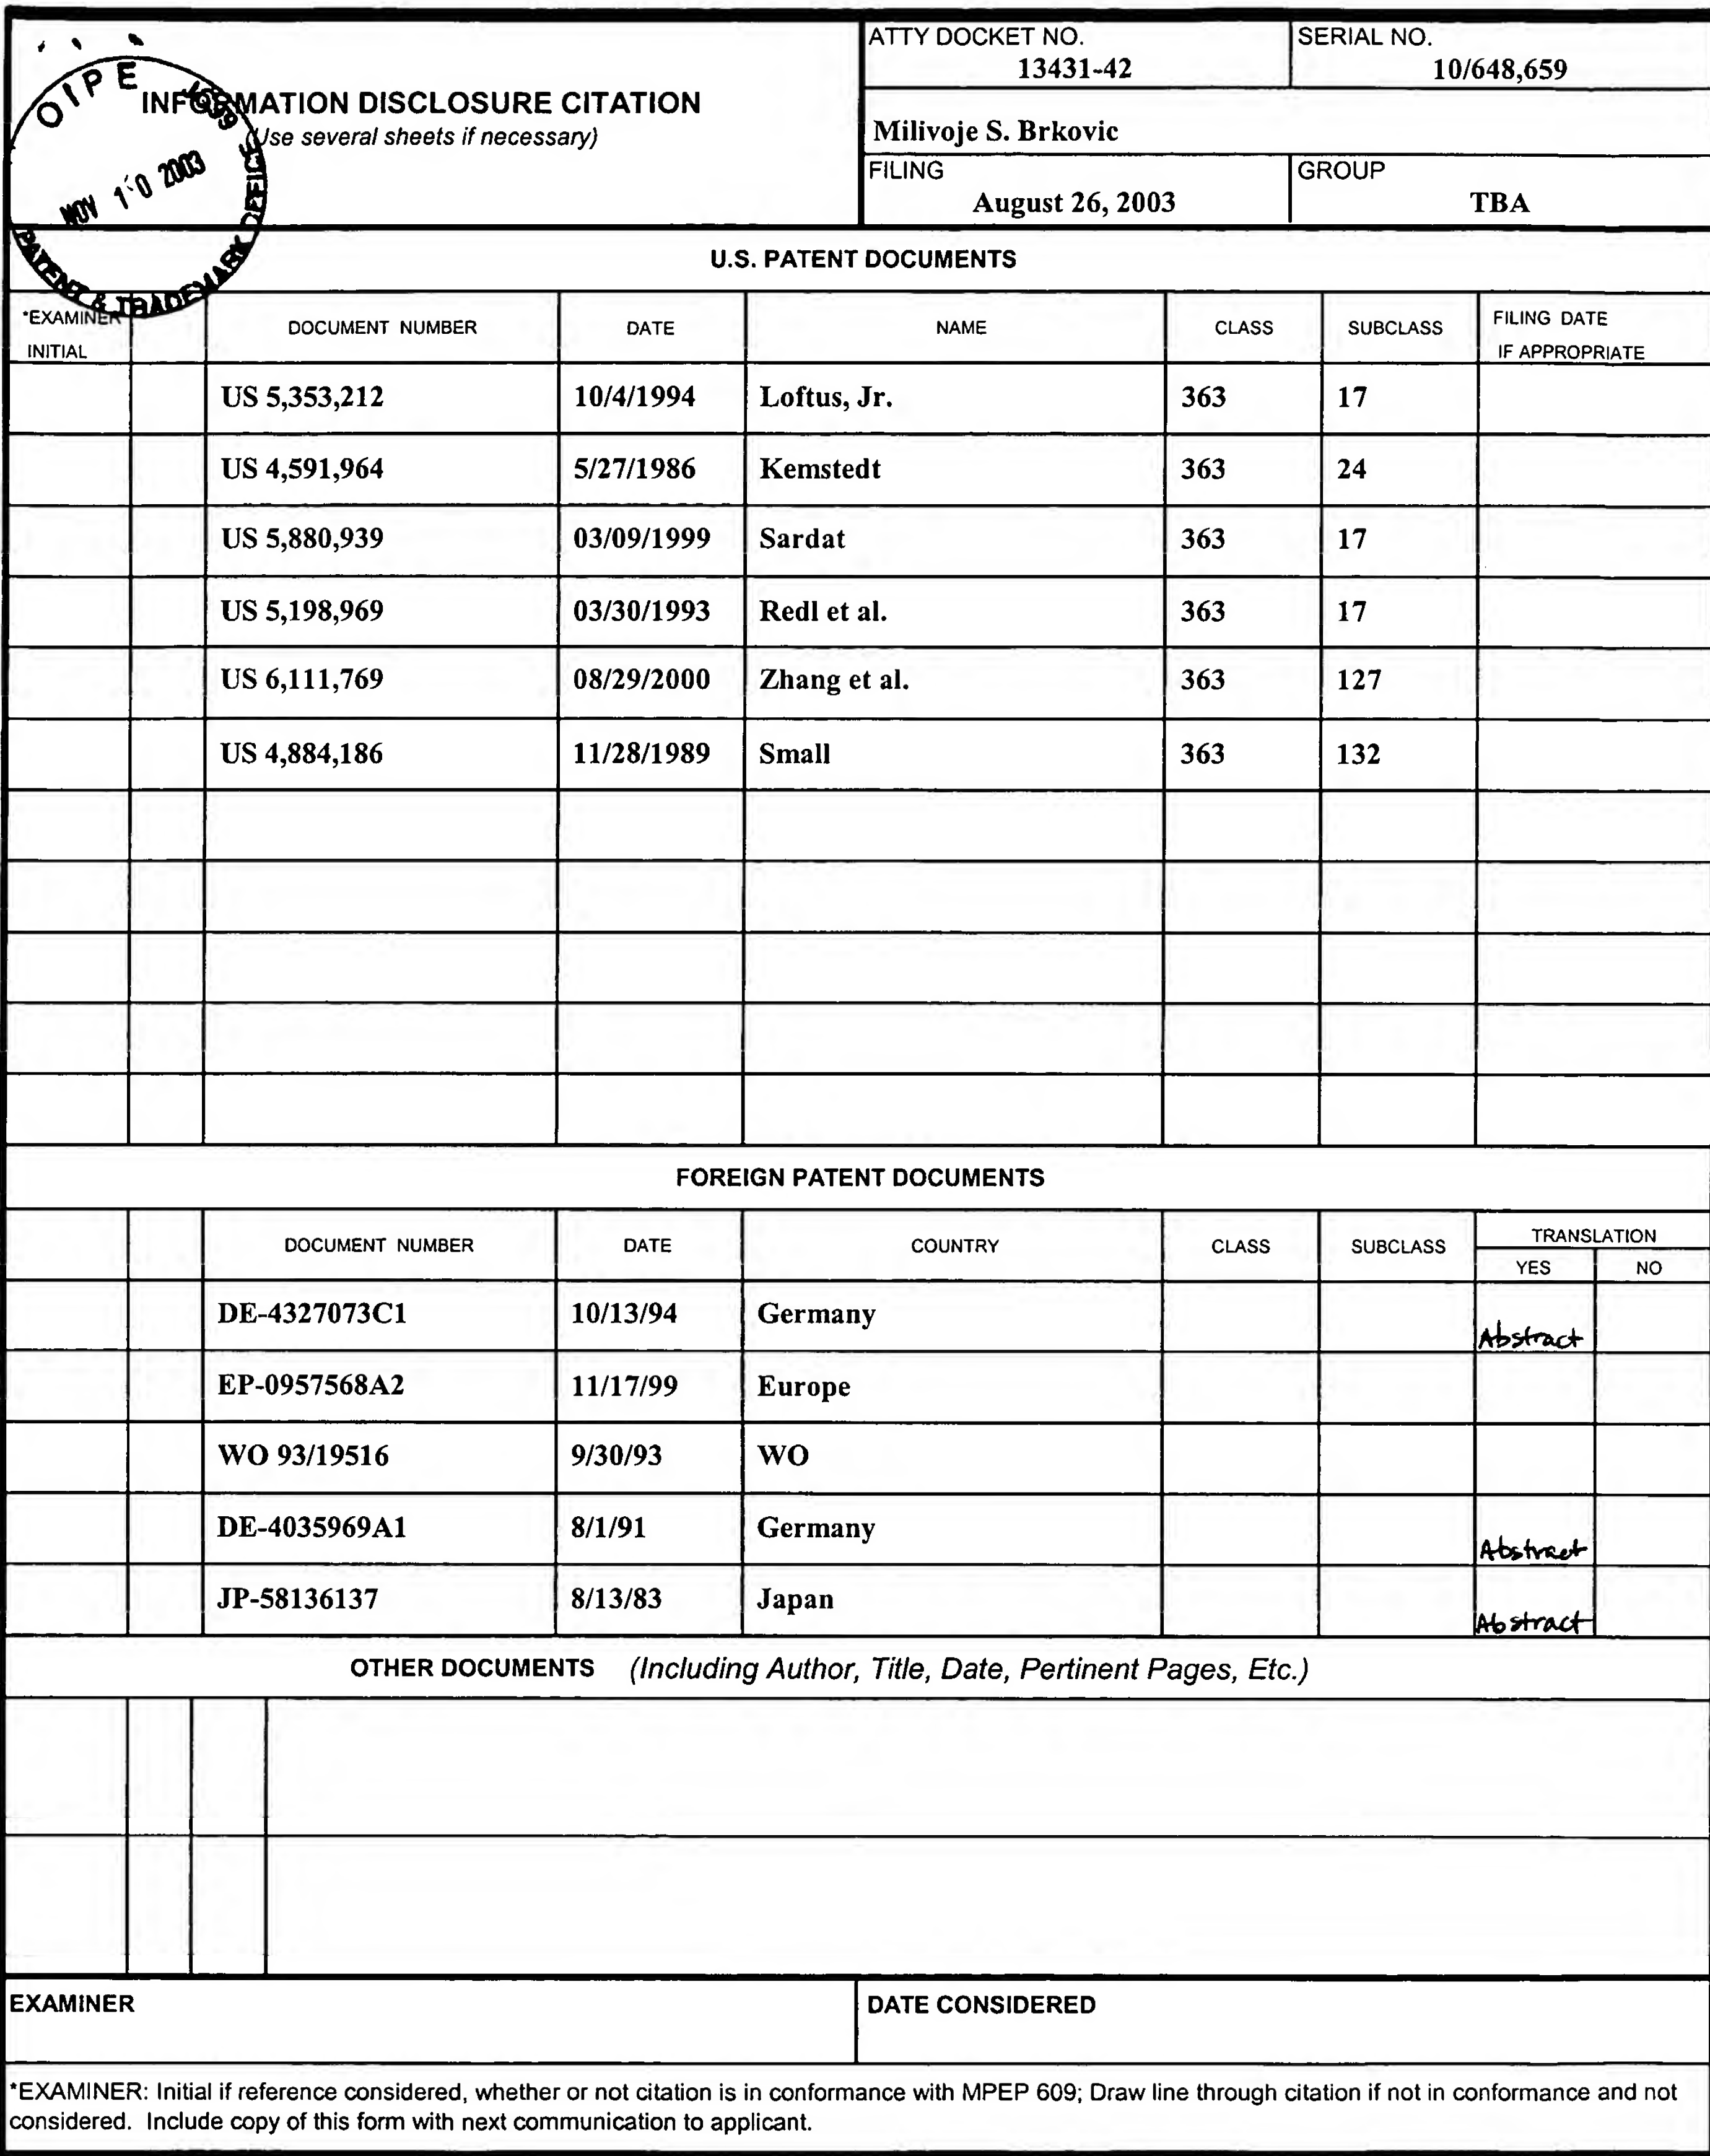 OIPE JC99
NOV 10 2003
PATENT & TRADEMARK OFFICE
INFORMATION DISCLOSURE CITATION
(Use several sheets if necessary)
ATTY DOCKET NO.
13431-42
SERIAL NO.
10/648,659
Milivoje S. Brkovic
FILING
August 26, 2003
GROUP
TBA
U.S. PATENT DOCUMENTS
*EXAMINER
INITIAL
DOCUMENT NUMBER DATE NAME CLASS SUBCLASS
FILING DATE
IF APPROPRIATE
US 5,353,212 10/4/1994 Loftus, Jr. 363 17
US 4,591,964 5/27/1986 Kemstedt 363 24
US 5,880,939 03/09/1999 Sardat 363 17
US 5,198,969 03/30/1993 Redl et al. 363 17
US 6,111,769 08/29/2000 Zhang et al. 363 127
US 4,884,186 11/28/1989 Small 363 132
FOREIGN PATENT DOCUMENTS
DOCUMENT NUMBER DATE COUNTRY CLASS SUBCLASS
TRANSLATION
YES NO
DE-4327073C1 10/13/94 Germany Abstract
EP-0957568A2 11/17/99 Europe
WO 93/19516 9/30/93 WO
DE-4035969A1 8/1/91 Germany Abstract
JP-58136137 8/13/83 Japan Abstract
OTHER DOCUMENTS (Including Author, Title, Date, Pertinent Pages, Etc.)
EXAMINER
DATE CONSIDERED
*EXAMINER: Initial if reference considered, whether or not citation is in conformance with MPEP 609; Draw line through citation if not in conformance and not
considered. Include copy of this form with next communication to applicant.